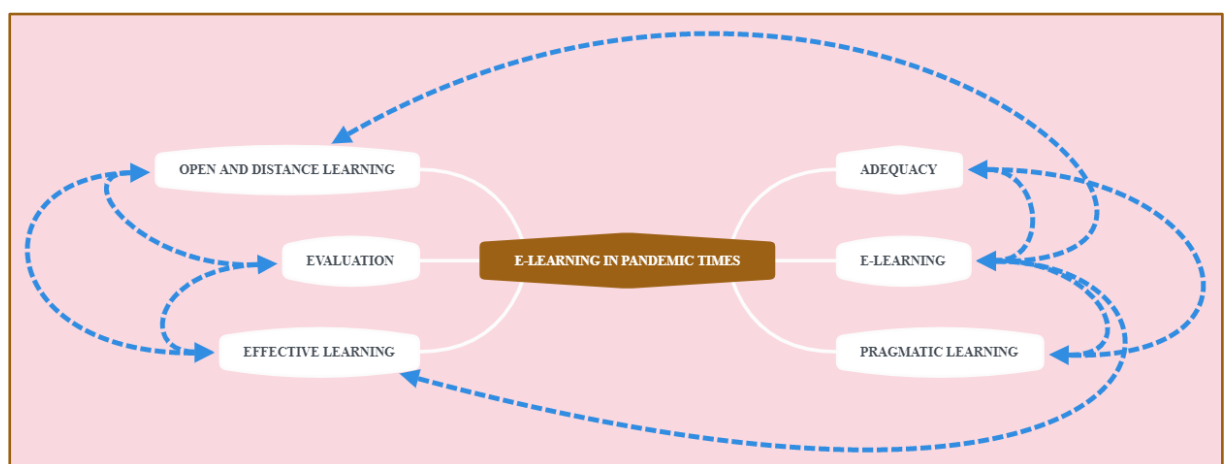 OPEN AND DISTANCE LEARNING
EVALUATION
EFFECTIVE LEARNING
E-LEARNING IN PANDEMIC TIMES
ADEQUACY
E-LEARNING
PRAGMATIC LEARNING